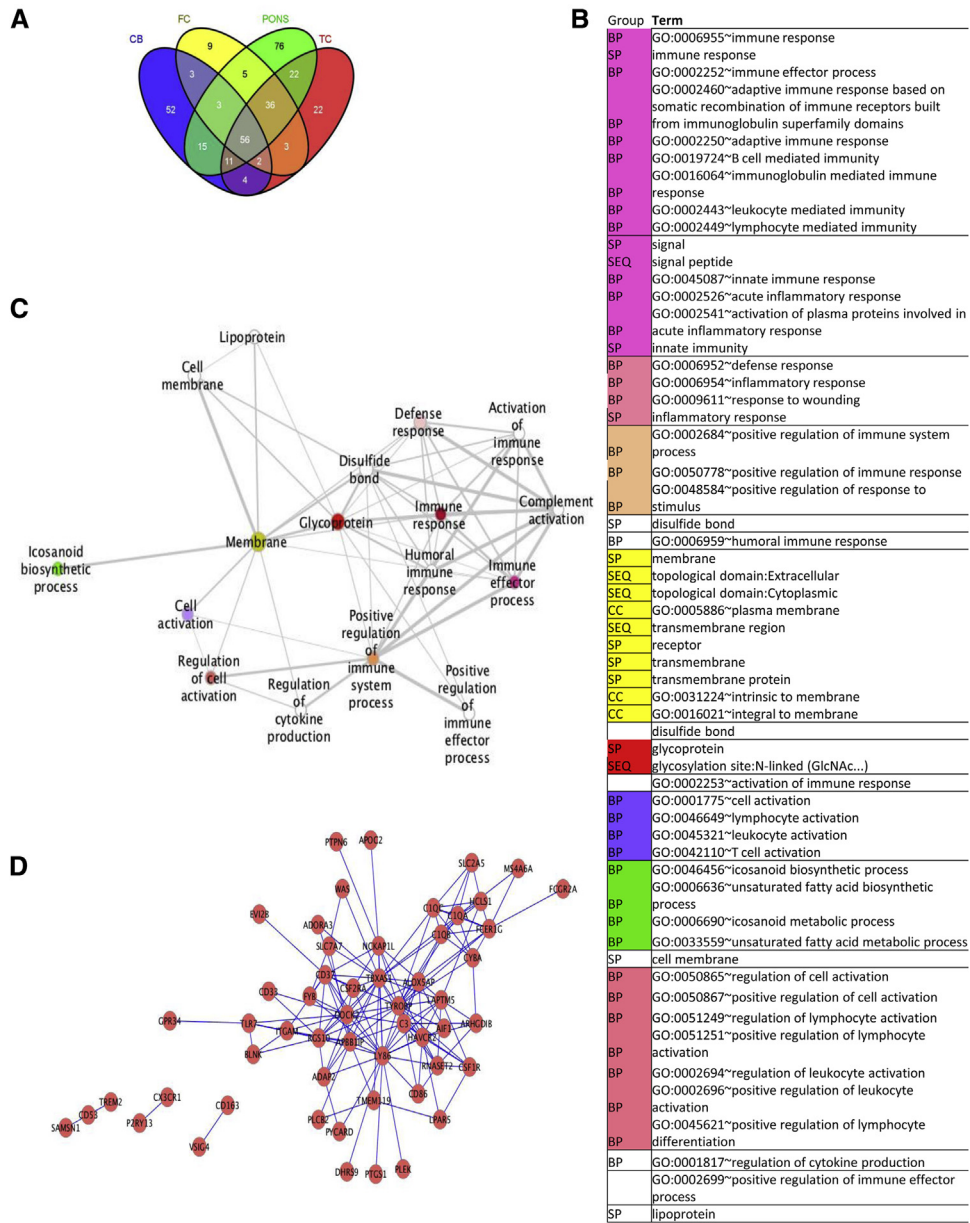 A
FC
PONS
CB
TC
9
76
3
5
22
52
3
36
22
56
15
3
11
2
4
B
Group Term
BP GO:0006955~immune response
SP immune response
BP GO:0002252~immune effector process
GO:0002460~adaptive immune response based on
somatic recombination of immune receptors built
BP from immunoglobulin superfamily domains
BP GO:0002250~adaptive immune response
BP GO:0019724~B cell mediated immunity
GO:0016064~immunoglobulin mediated immune
BP response
BP GO:0002443~leukocyte mediated immunity
BP GO:0002449~lymphocyte mediated immunity
SP signal
SEQ signal peptide
BP GO:0045087~innate immune response
BP GO:0002526~acute inflammatory response
GO:0002541~activation of plasma proteins involved in
BP acute inflammatory response
SP innate immunity
BP GO:0006952~defense response
BP GO:0006954~inflammatory response
BP GO:0009611~response to wounding
SP inflammatory response
GO:0002684~positive regulation of immune system
BP process
BP GO:0050778~positive regulation of immune response
GO:0048584~positive regulation of response to
BP stimulus
SP disulfide bond
BP GO:0006959~humoral immune response
SP membrane
SEQ topological domain:Extracellular
SEQ topological domain:Cytoplasmic
CC GO:0005886~plasma membrane
SEQ transmembrane region
SP receptor
SP transmembrane
SP transmembrane protein
CC GO:0031224~intrinsic to membrane
CC GO:0016021~integral to membrane
disulfide bond
SP glycoprotein
SEQ glycosylation site:N-linked (GlcNAc...)
GO:0002253~activation of immune response
BP GO:0001775~cell activation
BP GO:0046649~lymphocyte activation
BP GO:0045321~leukocyte activation
BP GO:0042110~T cell activation
BP GO:0046456~icosanoid biosynthetic process
GO:0006636~unsaturated fatty acid biosynthetic
BP process
BP GO:0006690~icosanoid metabolic process
BP GO:0033559~unsaturated fatty acid metabolic process
SP cell membrane
BP GO:0050865~regulation of cell activation
BP GO:0050867~positive regulation of cell activation
BP GO:0051249~regulation of lymphocyte activation
GO:0051251~positive regulation of lymphocyte
BP activation
BP GO:0002694~regulation of leukocyte activation
GO:0002696~positive regulation of leukocyte
BP activation
GO:0045621~positive regulation of lymphocyte
BP differentiation
BP GO:0001817~regulation of cytokine production
GO:0002699~positive regulation of immune effector
process
SP lipoprotein
C
Lipoprotein
Cell
membrane
Defense
response
Activation
of
immune
response
Disulfide
bond
Glycoprotein
Immune
response
Complement
activation
Membrane
Icosanoid
biosynthetic
process
Humoral
immune
response
Immune
effector
process
Cell
activation
Positive
regulation
of
immune
system
process
Regulation
of cell
activation
Regulation
of
cytokine
production
Positive
regulation
of
immune
effector
process
D
PTPN6
APOC2
SLC2A5
MS4A6A
FCGR2A
WAS
C1QC
HCLS1
EVI2B
C1QA
ADORA3
C1QB
FCER1G
SLC7A7
NCKAP1L
CYBA
CD37
TBXAS1
ALOX5AP
CD33
FYB
CSF2RA
TYROBP
LAPTM5
GPR34
TLR7
ITGAM
DOCK2
C3
AIF1
ARHGDIB
RGS10
APBB1IP
HAVCR2
BLNK
LY86
RNASET2
CSF1R
ADAP2
CD86
TREM2
CX3CR1
CD163
TMEM119
CD53
P2RY13
PLCB2
LPAR5
SAMSN1
PYCARD
VSIG4
DHRS9
PTGS1
PLEK